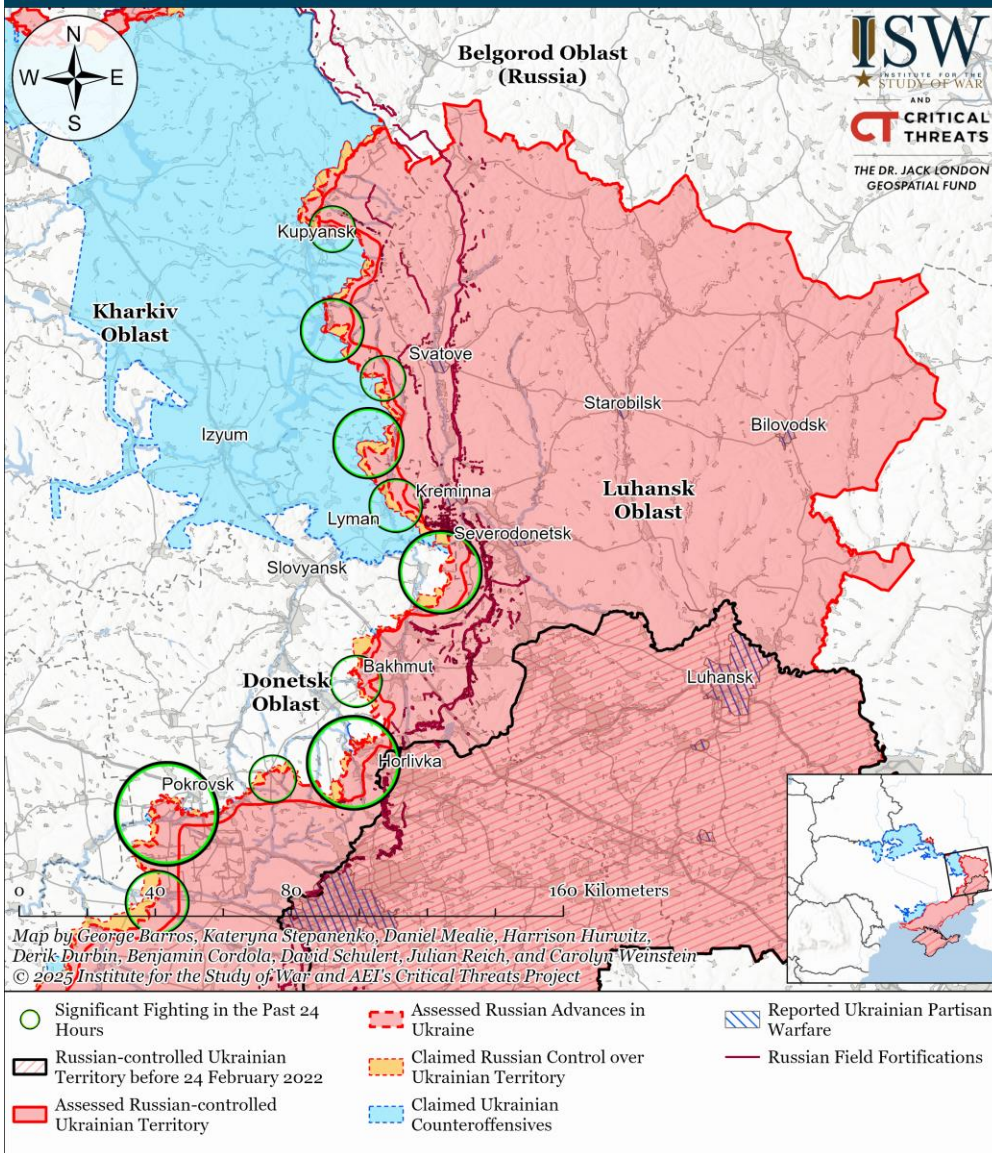 N
W
E
S
Belgorod Oblast
(Russia)
ISW
INSTITUTE FOR THE
STUDY OF WAR
AND
CT CRITICAL
THREATS
THE DR. JACK LONDON
GEOSPATIAL FUND
Kupyansk
Kharkiv
Oblast
Svatove
Starobilsk
Bilovodsk
Izyum
Kreminna
Luhansk
Oblast
Lyman
Severodonetsk
Slovyansk
Bakhmut
Donetsk
Oblast
Luhansk
Horlivka
Pokrovsk
0 40 80 160 Kilometers
Map by George Barros, Kateryna Stepanenko, Daniel Mealie, Harrison Hurwitz,
Derik Durbin, Benjamin Cordola, David Schulert, Julian Reich, and Carolyn Weinstein
© 2025 Institute for the Study of War and AEI's Critical Threats Project
Significant Fighting in the Past 24
Hours
Russian-controlled Ukrainian
Territory before 24 February 2022
Assessed Russian-controlled
Ukrainian Territory
Assessed Russian Advances in
Ukraine
Claimed Russian Control over
Ukrainian Territory
Claimed Ukrainian
Counteroffensives
Reported Ukrainian Partisan
Warfare
Russian Field Fortifications